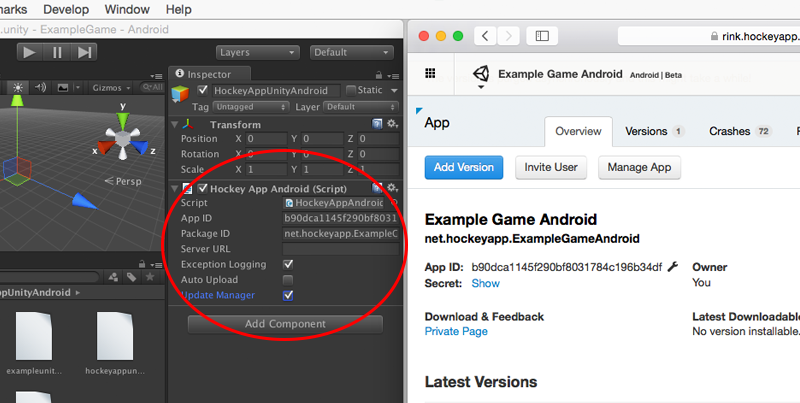 marks Develop Window Help
.unity - ExampleGame - Android
Layers Default
Inspector
Gizmos All
HockeyAppUnityAndroid Static
Tag Untagged Layer Default
Transform
Position X 0 Y 0 Z 0
Rotation X 0 Y 0 Z 0
Scale X 1 Y 1 Z 1
y
x z
Persp
Hockey App Android (Script)
Script HockeyAppAndroid
App ID b90dca1145f290bf8031
Package ID net.hockeyapp.ExampleG
Server URL
Exception Logging
Auto Upload
Update Manager
Add Component
ppUnityAndroid
exampleunit... hockeyappun...
rink.hockeyapp.
Example Game Android Android | Beta
App
Overview Versions 1 Crashes 72
Add Version Invite User Manage App
Example Game Android
net.hockeyapp.ExampleGameAndroid
App ID: b90dca1145f290bf8031784c196b34df Owner
Secret: Show You
Download & Feedback Latest Downloadable
Private Page No version installable.
Latest Versions